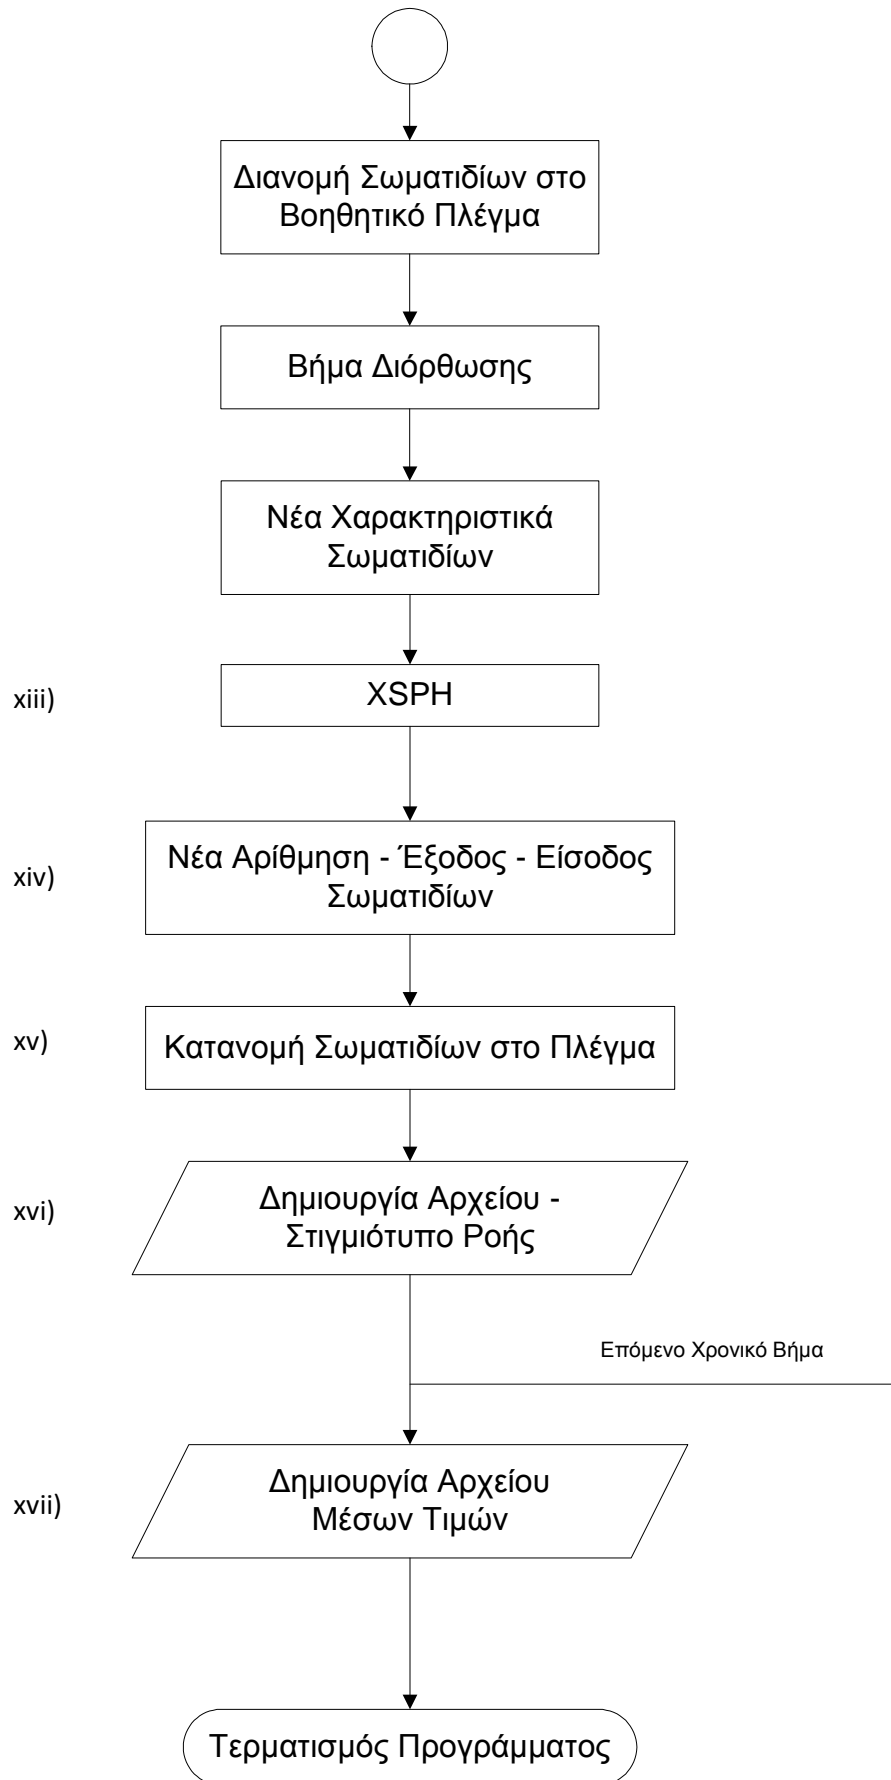 Διανομή Σωματιδίων στο
Βοηθητικό Πλέγμα
Βήμα Διόρθωσης
Νέα Χαρακτηριστικά
Σωματιδίων
xiii)
XSPH
xiv)
Νέα Αρίθμηση - Έξοδος - Είσοδος
Σωματιδίων
xv)
Κατανομή Σωματιδίων στο Πλέγμα
xvi)
Δημιουργία Αρχείου -
Στιγμιότυπο Ροής
Επόμενο Χρονικό Βήμα
xvii)
Δημιουργία Αρχείου
Μέσων Τιμών
Τερματισμός Προγράμματος